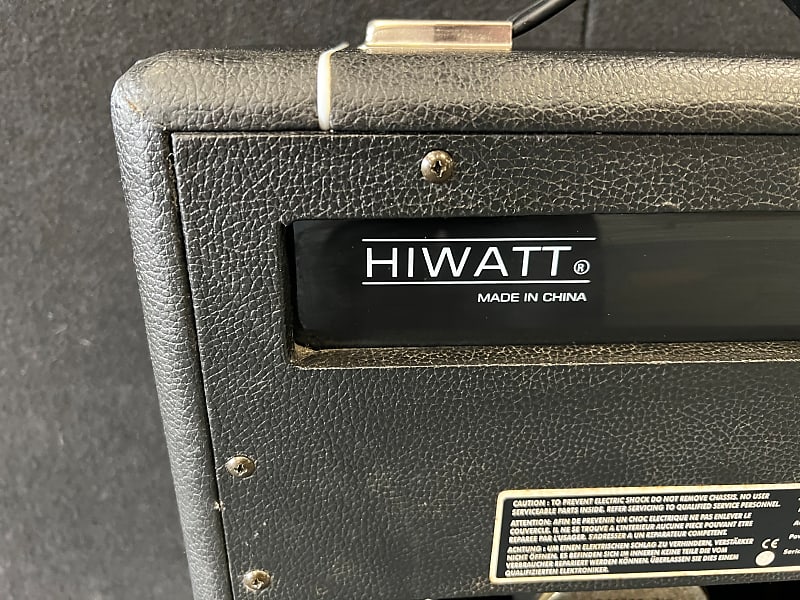 HIWATT ®
MADE IN CHINA
CAUTION : TO PREVENT ELECTRIC SHOCK DO NOT REMOVE CHASSIS. NO USER
SERVICEABLE PARTS INSIDE. REFER SERVICING TO QUALIFIED SERVICE PERSONNEL.
ATTENTION: AFIN DE PREVENIR UN CHOC ELECTRIQUE NE PAS ENLEVER LE
COUVERCLE. IL NE SE TROUVE A L'INTERIEUR AUCUNE PIECE POUVANT ETRE
REPAREE PAR L'USAGER. S'ADRESSER A UN REPARATEUR COMPETENT.
ACHTUNG : UM EINEN ELEKTRISCHEN SCHLAG ZU VERHINDERN, VERSTÄRKER
NICHT ÖFFNEN. ES BEFINDEN SICH IM INNEREN KEINE TEILE DIE VOM
VERBRAUCHER REPARIERT WERDEN KÖNNEN. ÜBERLASSEN SIE DIES EINEM
QUALIFIZIERTEN ELEKTRONIKER.
CE